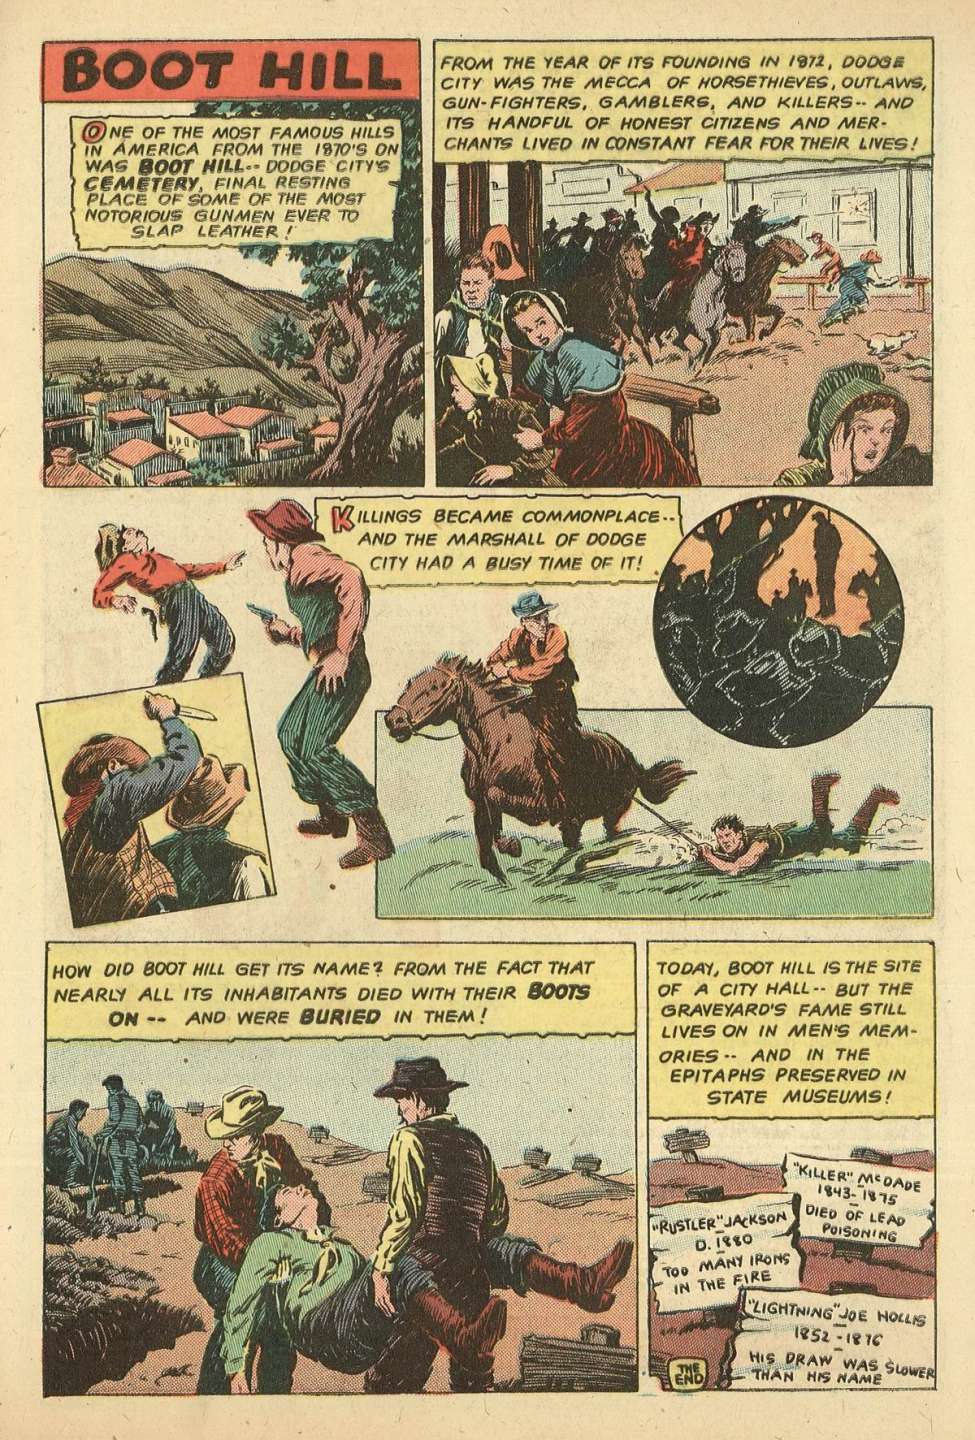 BOOT HILL
ONE OF THE MOST FAMOUS HILLS
IN AMERICA FROM THE 1870'S ON
WAS BOOT HILL-- DODGE CITY'S
CEMETERY, FINAL RESTING
PLACE OF SOME OF THE MOST
NOTORIOUS GUNMEN EVER TO
SLAP LEATHER!
FROM THE YEAR OF ITS FOUNDING IN 1872, DODGE
CITY WAS THE MECCA OF HORSETHIEVES, OUTLAWS,
GUN-FIGHTERS, GAMBLERS, AND KILLERS-- AND
ITS HANDFUL OF HONEST CITIZENS AND MER-
CHANTS LIVED IN CONSTANT FEAR FOR THEIR LIVES!
KILLINGS BECAME COMMONPLACE--
AND THE MARSHALL OF DODGE
CITY HAD A BUSY TIME OF IT!
HOW DID BOOT HILL GET ITS NAME? FROM THE FACT THAT
NEARLY ALL ITS INHABITANTS DIED WITH THEIR BOOTS
ON -- AND WERE BURIED IN THEM!
TODAY, BOOT HILL IS THE SITE
OF A CITY HALL-- BUT THE
GRAVEYARD'S FAME STILL
LIVES ON IN MEN'S MEM-
ORIES-- AND IN THE
EPITAPHS PRESERVED IN
STATE MUSEUMS!
"KILLER" McDADE
1843-1875
DIED OF LEAD
POISONING
"RUSTLER" JACKSON
D. 1880
TOO MANY IRONS
IN THE FIRE
"LIGHTNING" JOE HOLLIS
1852-1876
HIS DRAW WAS SLOWER
THAN HIS NAME
THE
END